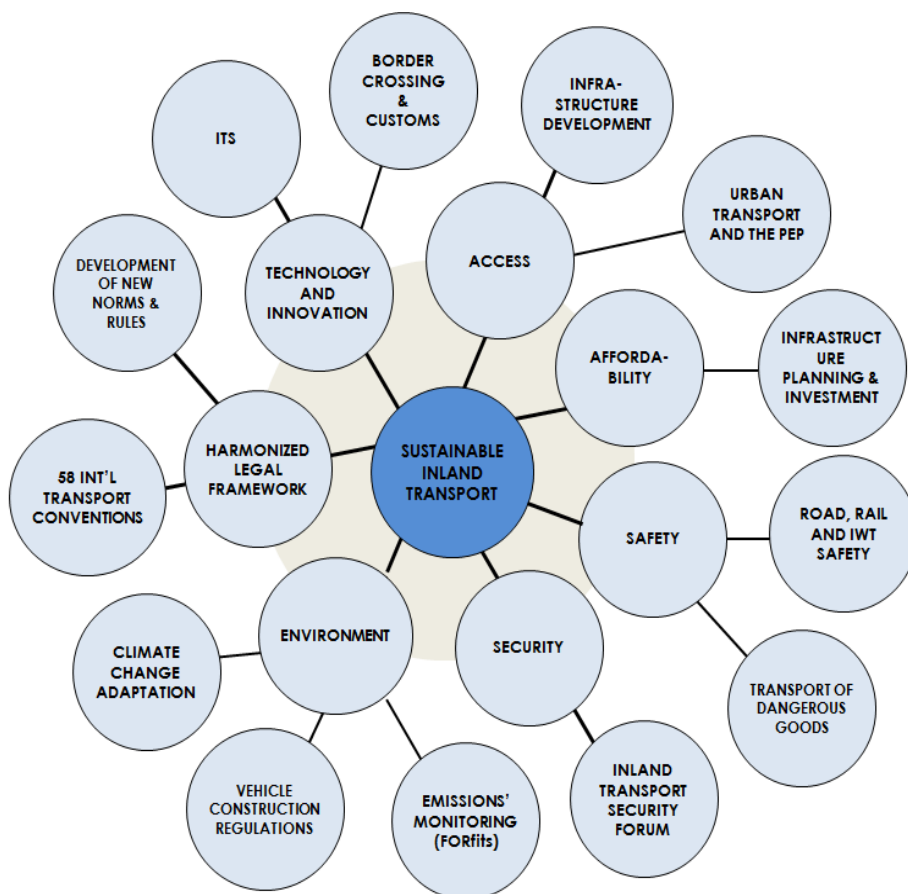 BORDER
CROSSING
&
CUSTOMS
INFRA-
STRUCTURE
DEVELOPMENT
ITS
URBAN
TRANSPORT
AND THE PEP
DEVELOPMENT
OF NEW
NORMS &
RULES
TECHNOLOGY
AND
INNOVATION
ACCESS
AFFORDA-
BILITY
INFRASTRUCT
URE
PLANNING &
INVESTMENT
HARMONIZED
LEGAL
FRAMEWORK
SUSTAINABLE
INLAND
TRANSPORT
58 INT'L
TRANSPORT
CONVENTIONS
SAFETY
ROAD, RAIL
AND IWT
SAFETY
ENVIRONMENT
SECURITY
CLIMATE
CHANGE
ADAPTATION
TRANSPORT OF
DANGEROUS
GOODS
VEHICLE
CONSTRUCTION
REGULATIONS
EMISSIONS'
MONITORING
(FORfits)
INLAND
TRANSPORT
SECURITY
FORUM